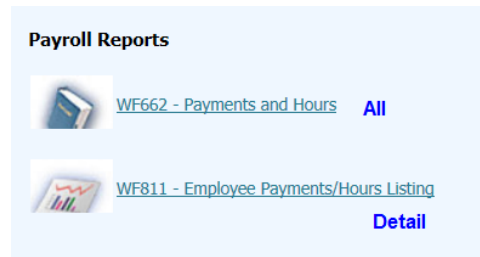 Payroll Reports
WF662 - Payments and Hours All
WF811 - Employee Payments/Hours Listing
Detail